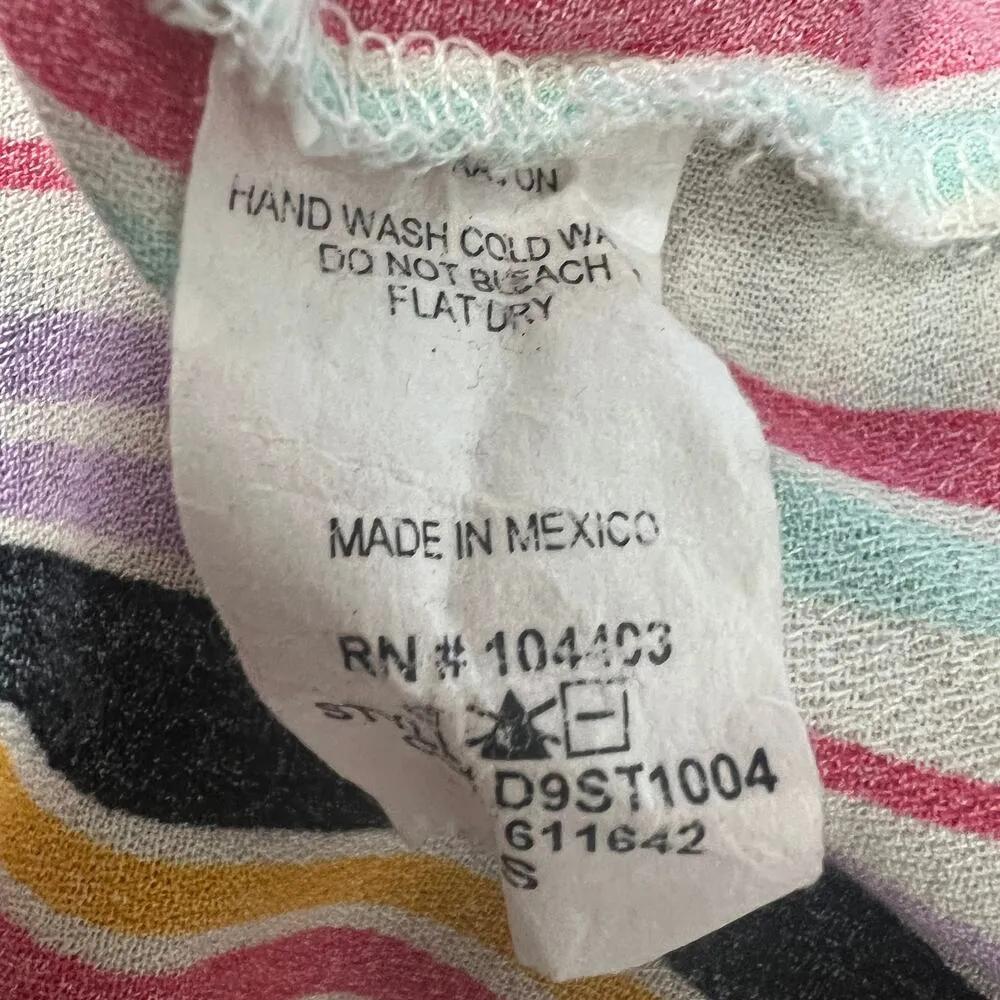 HAND WASH COLD WA
DO NOT BLEACH
FLAT DRY
MADE IN MEXICO
RN # 104403
D9ST1004
611642
S